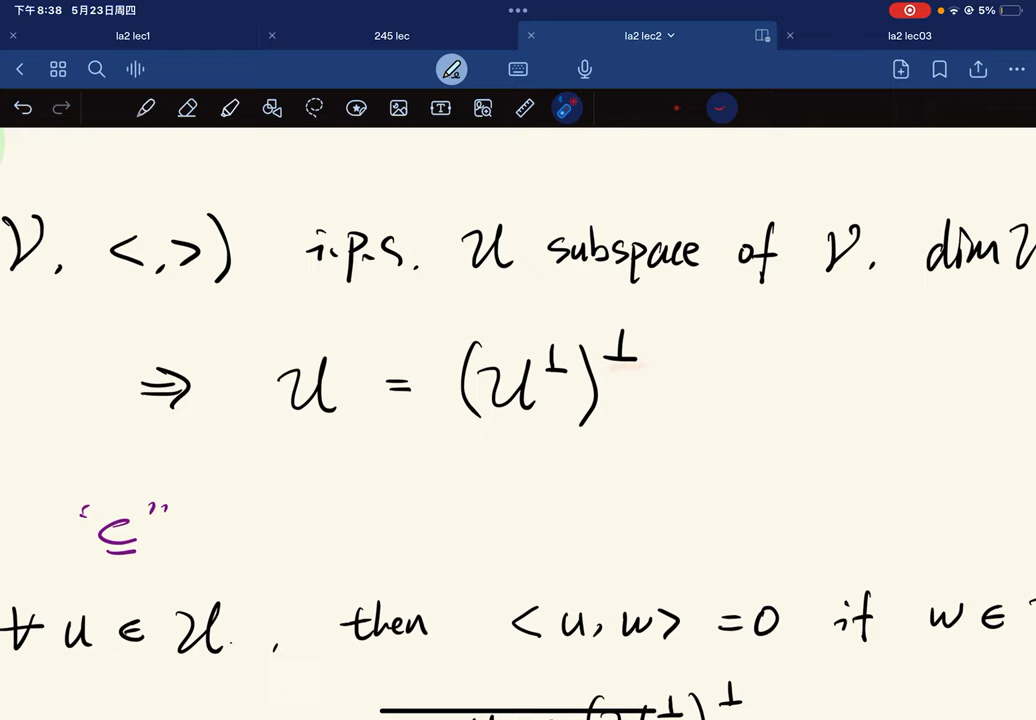 下午8:38 5月23日周四 5%
la2 lec1 245 lec la2 lec2 la2 lec03
V, <,>) i.p.s. U subspace of V. dim
⇒ U = (U⊥)⊥
"⊆"
∀ u ∈ U, then <u, w> = 0 if w ∈
(U⊥)⊥